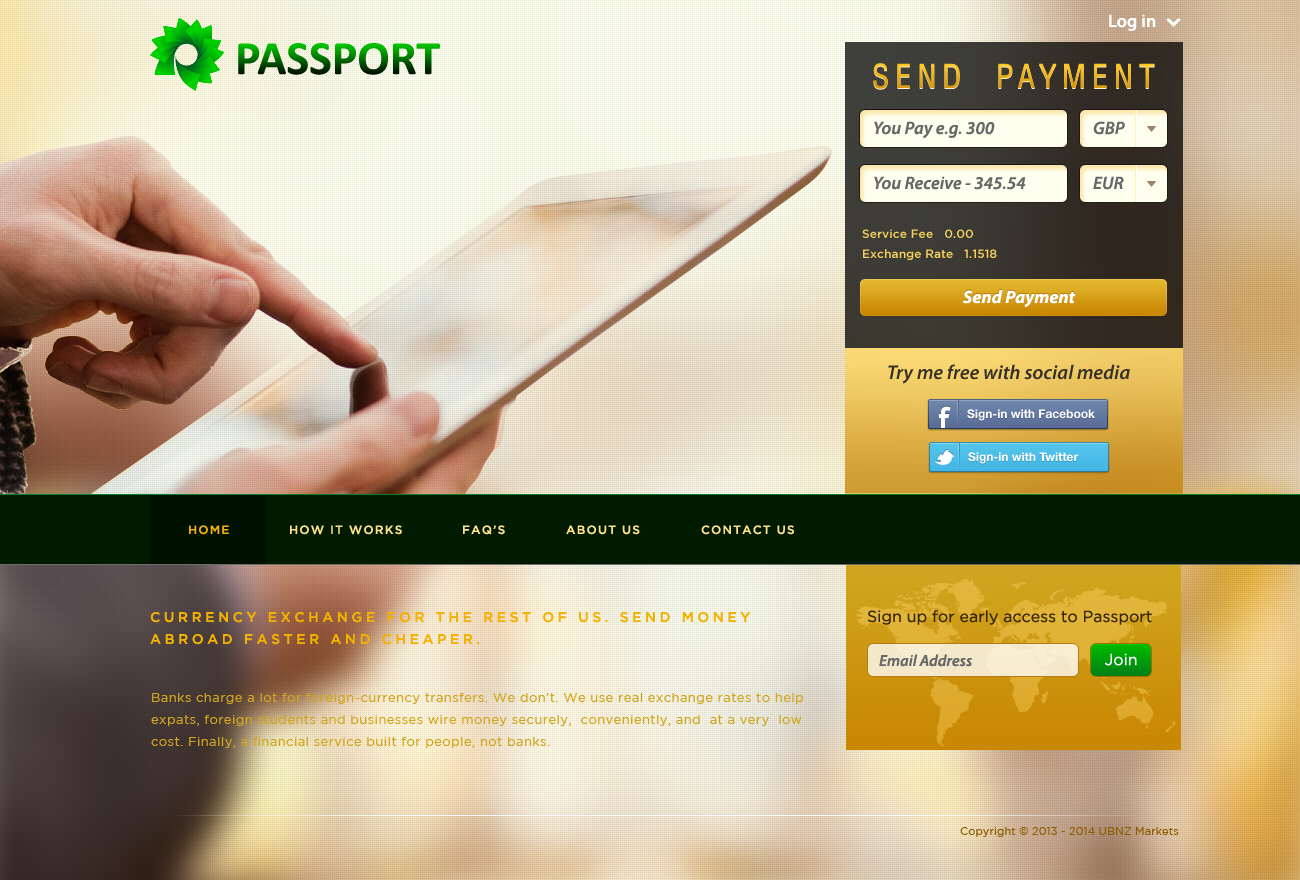 Log in
PASSPORT
SEND PAYMENT
You Pay e.g. 300 GBP
You Receive - 345.54 EUR
Service Fee 0.00
Exchange Rate 1.1518
Send Payment
Try me free with social media
Sign-in with Facebook
Sign-in with Twitter
HOME HOW IT WORKS FAQ'S ABOUT US CONTACT US
CURRENCY EXCHANGE FOR THE REST OF US. SEND MONEY
ABROAD FASTER AND CHEAPER.
Banks charge a lot for foreign-currency transfers. We don't. We use real exchange rates to help
expats, foreign students and businesses wire money securely, conveniently, and at a very low
cost. Finally, a financial service built for people, not banks.
Sign up for early access to Passport
Email Address Join
Copyright © 2013 - 2014 UBNZ Markets